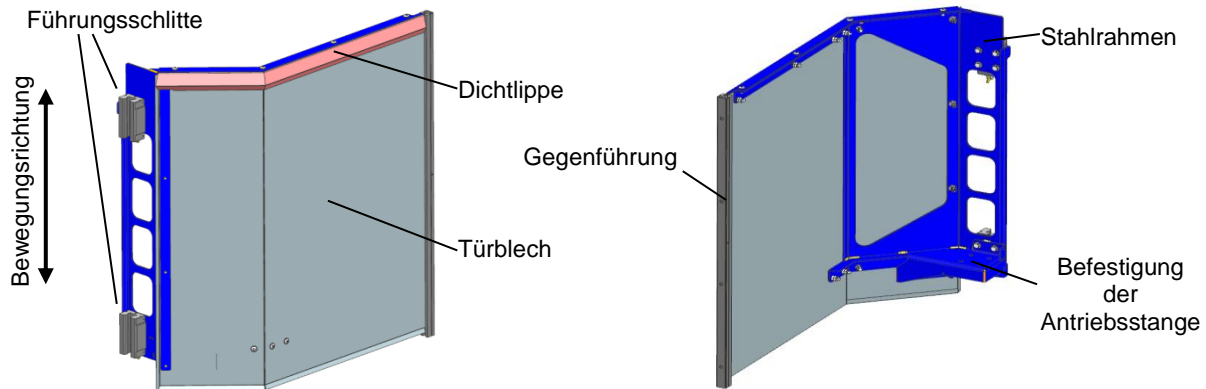 Führungsschlitte
Bewegungsrichtung
Dichtlippe
Türblech
Stahlrahmen
Gegenführung
Befestigung
der
Antriebsstange